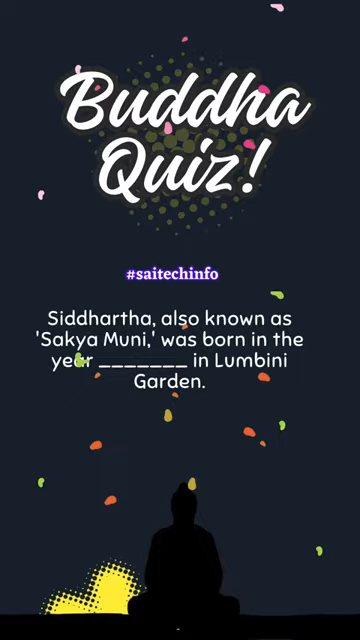 Buddha
Quiz!
#saitechinfo
Siddhartha, also known as
'Sakya Muni,' was born in the
year _______ in Lumbini
Garden.